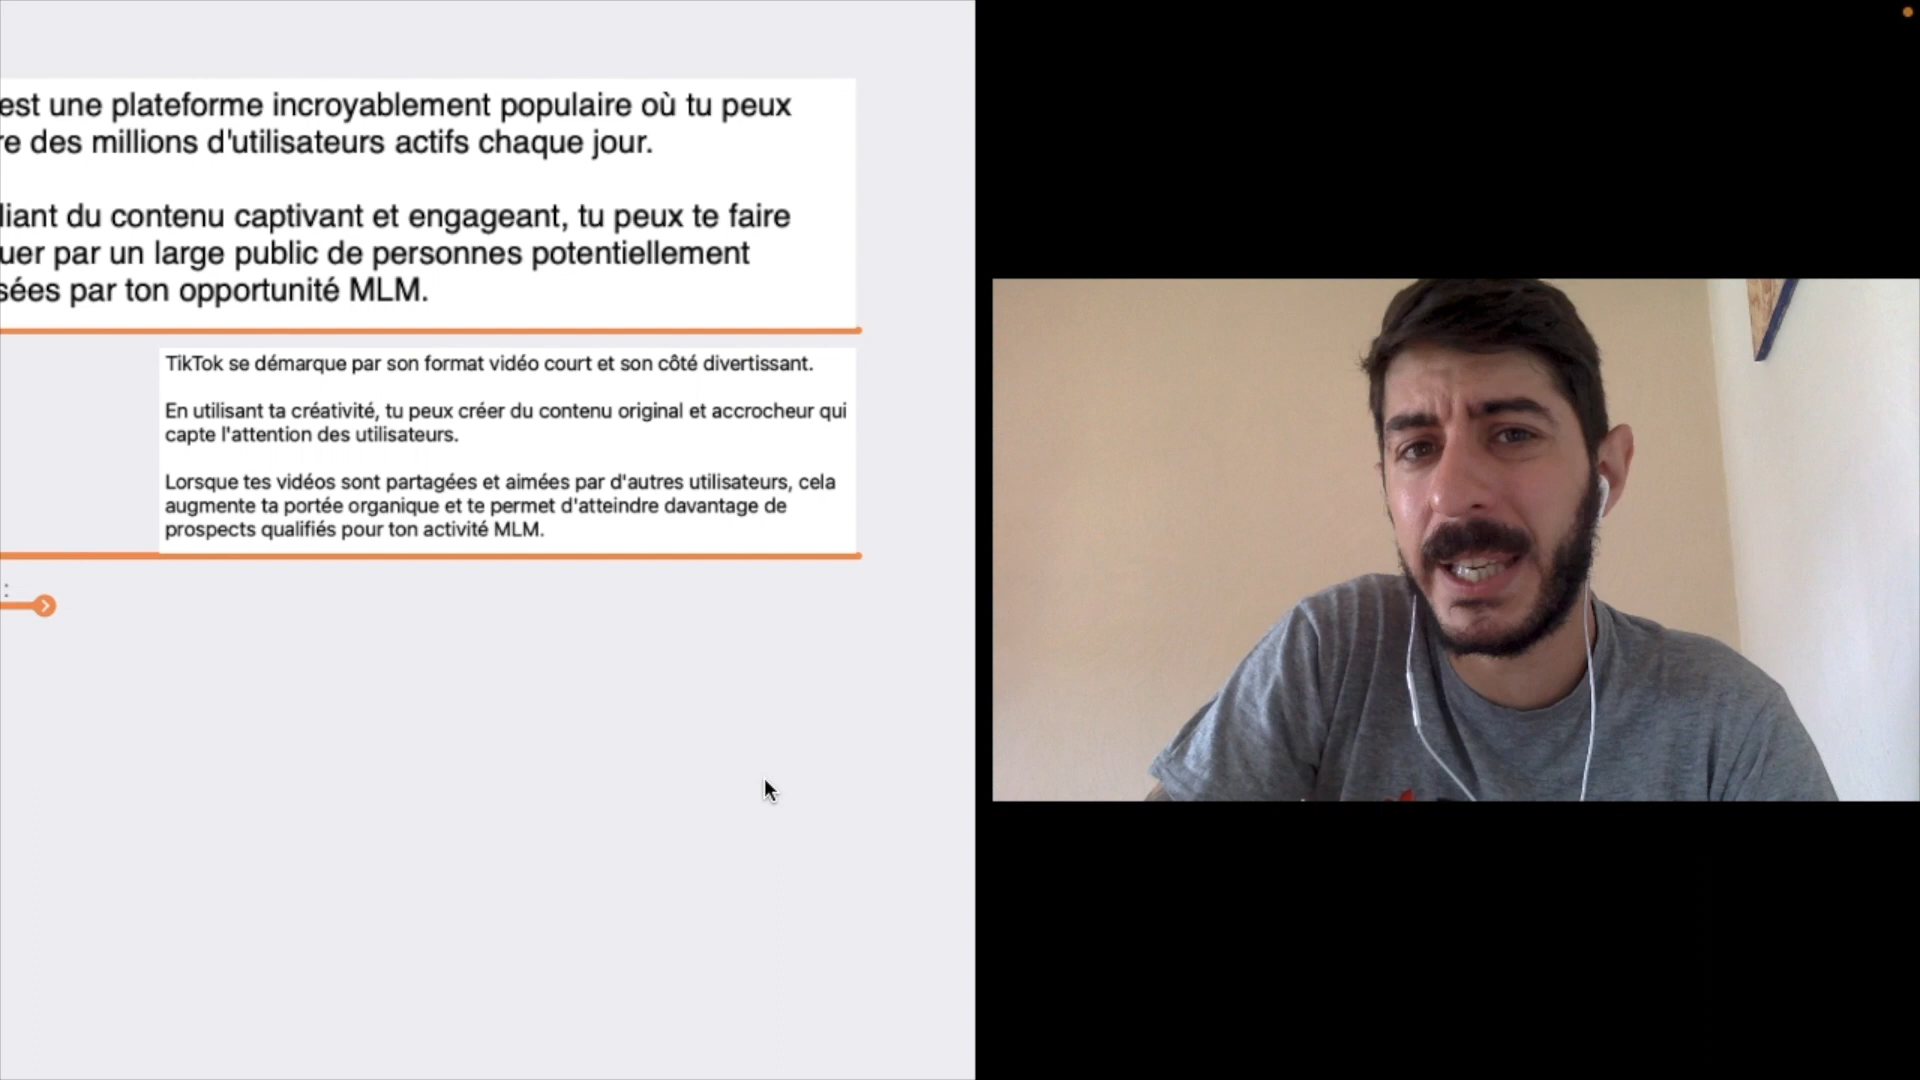 est une plateforme incroyablement populaire où tu peux
re des millions d'utilisateurs actifs chaque jour.
liant du contenu captivant et engageant, tu peux te faire
uer par un large public de personnes potentiellement
sées par ton opportunité MLM.
TikTok se démarque par son format vidéo court et son côté divertissant.
En utilisant ta créativité, tu peux créer du contenu original et accrocheur qui
capte l'attention des utilisateurs.
Lorsque tes vidéos sont partagées et aimées par d'autres utilisateurs, cela
augmente ta portée organique et te permet d'atteindre davantage de
prospects qualifiés pour ton activité MLM.
: